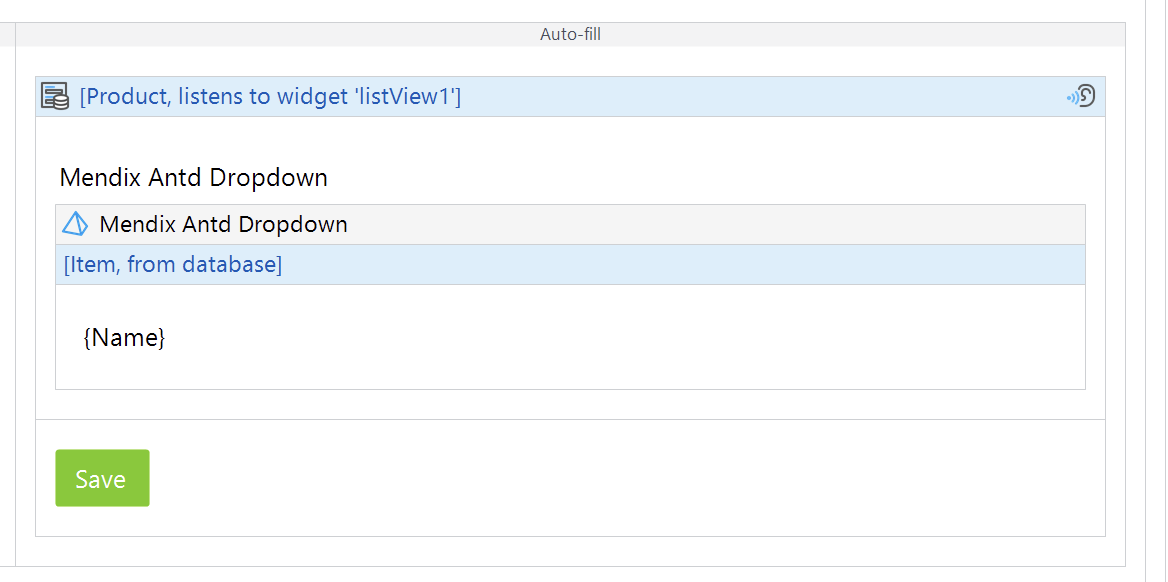 Auto-fill
[Product, listens to widget 'listView1']
Mendix Antd Dropdown
Mendix Antd Dropdown
[Item, from database]
{Name}
Save